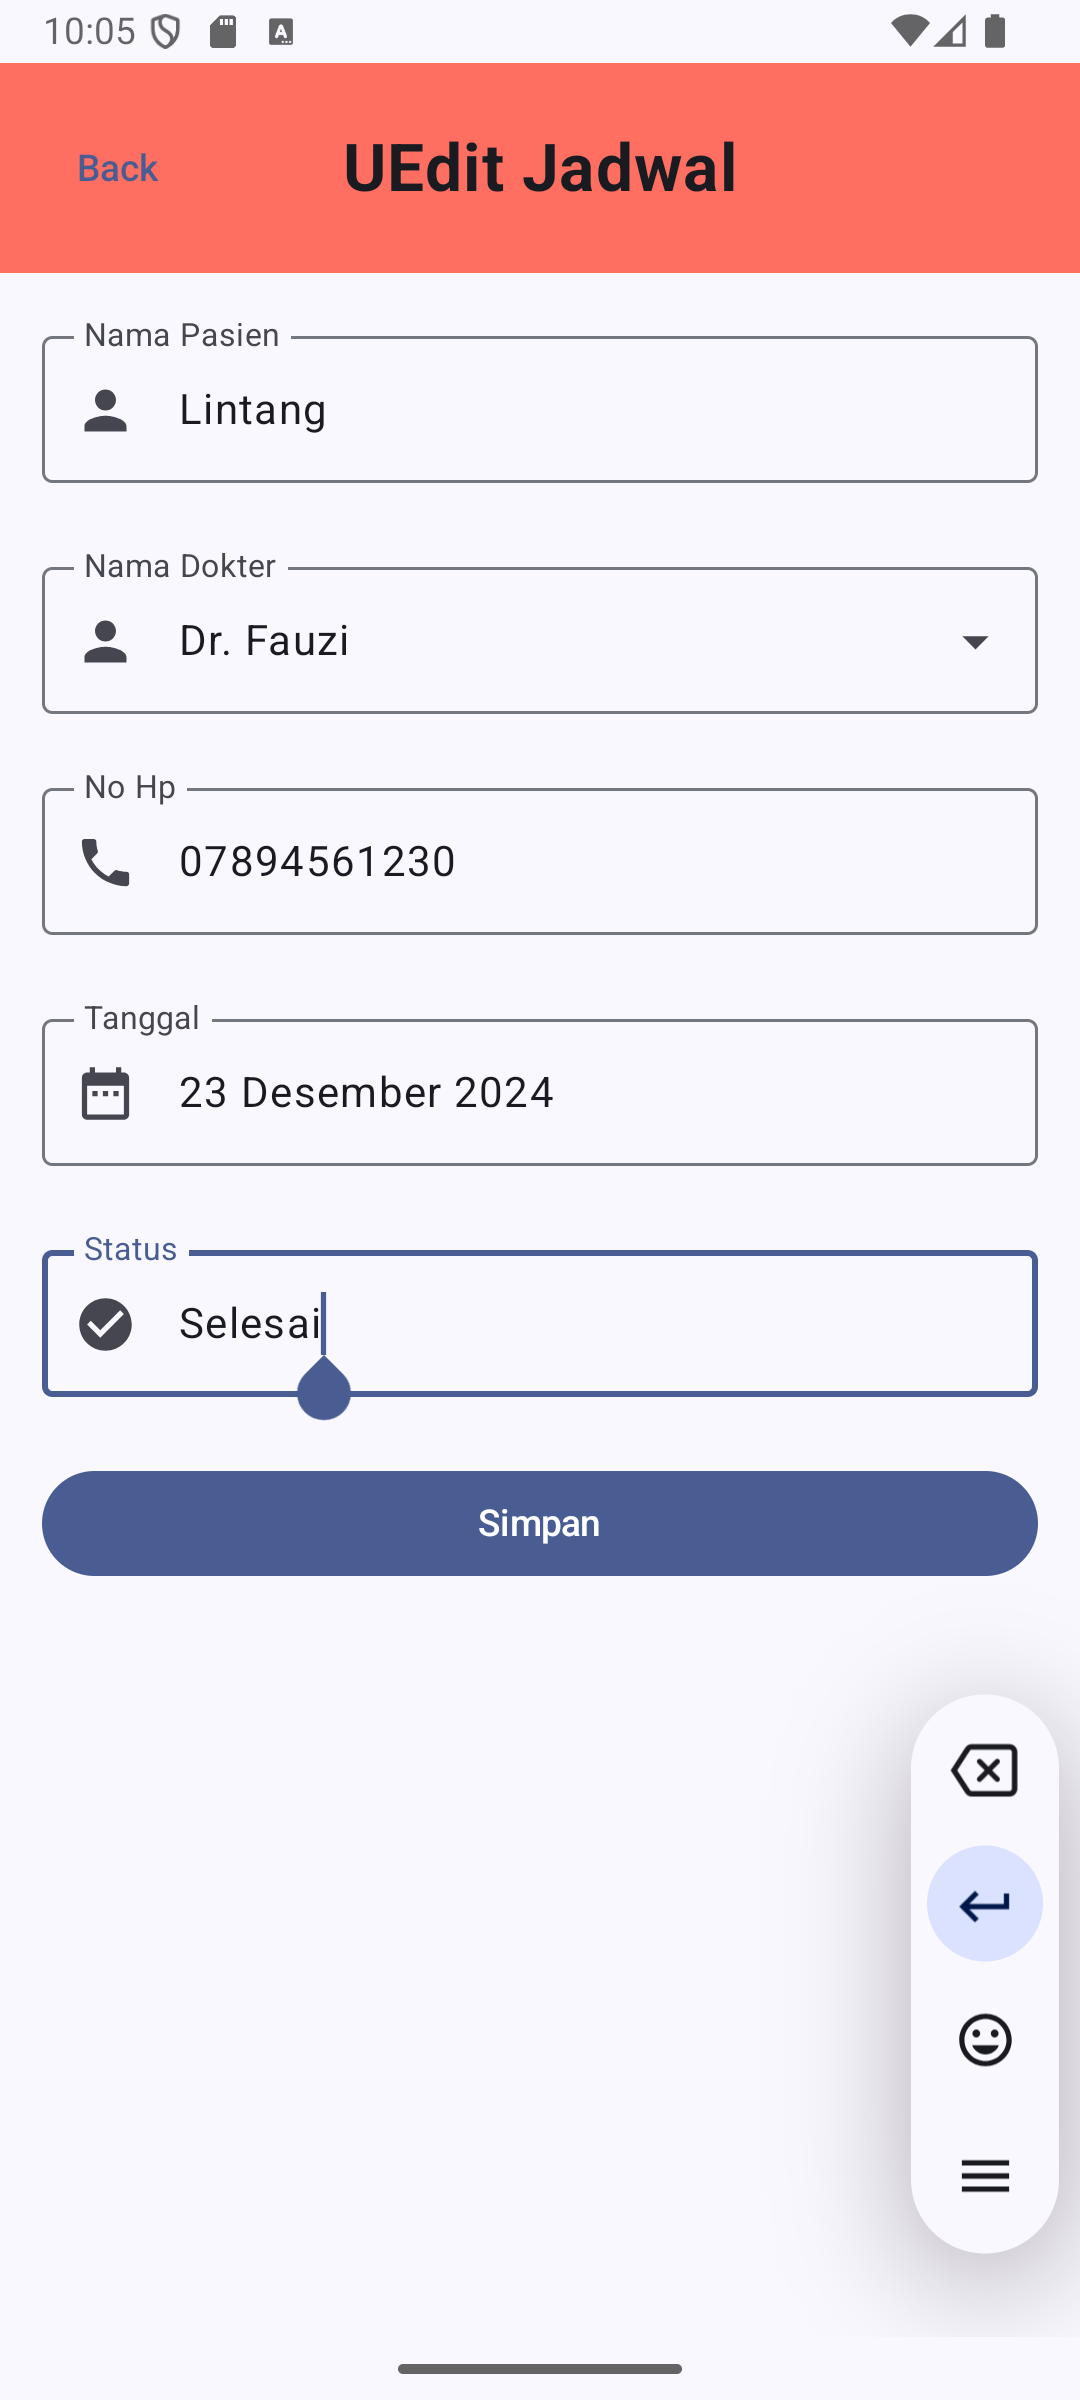 10:05
Back
UEdit Jadwal
Nama Pasien
Lintang
Nama Dokter
Dr. Fauzi
No Hp
07894561230
Tanggal
23 Desember 2024
Status
Selesai
Simpan